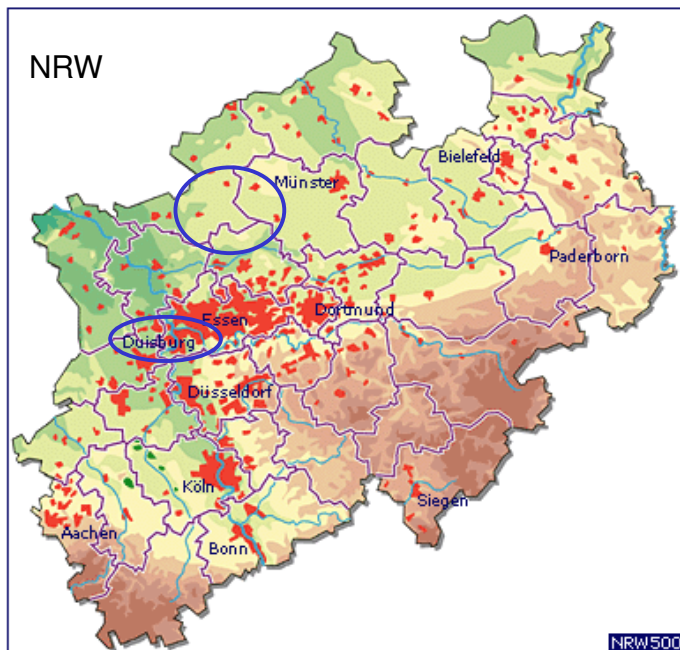 NRW
Bielefeld
Münster
Paderborn
Essen
Dortmund
Duisburg
Düsseldorf
Köln
Siegen
Aachen
Bonn
NRW500